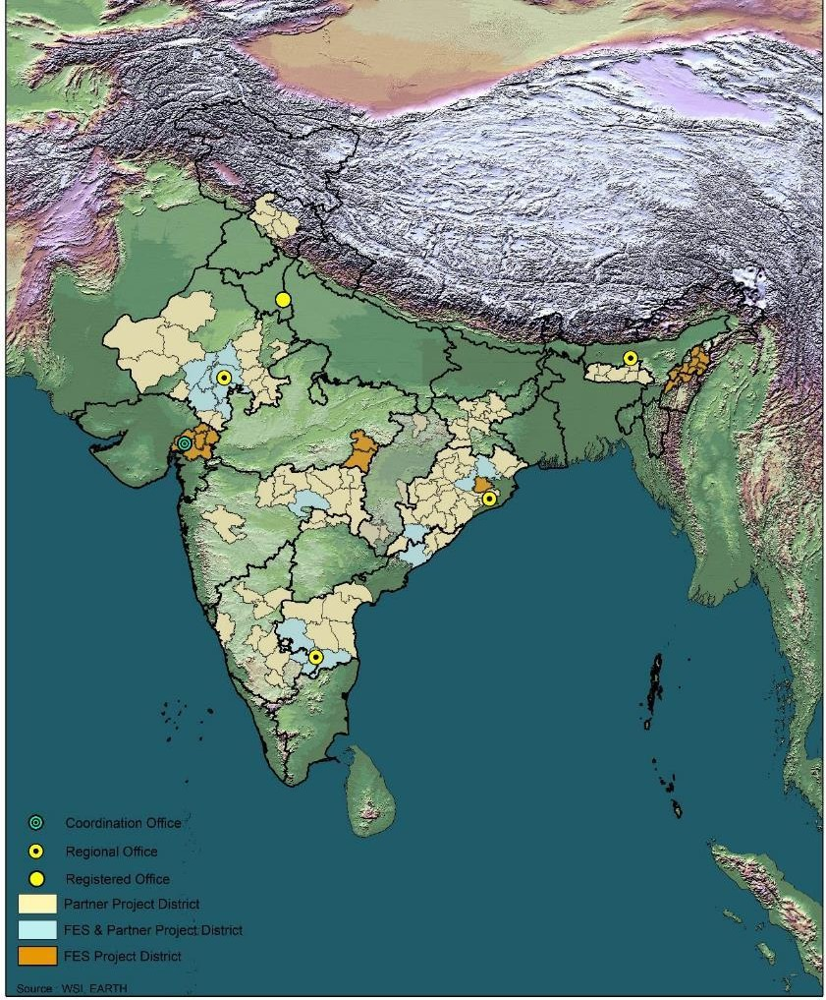 Coordination Office
Regional Office
Registered Office
Partner Project District
FES & Partner Project District
FES Project District
Source : WSI_EARTH